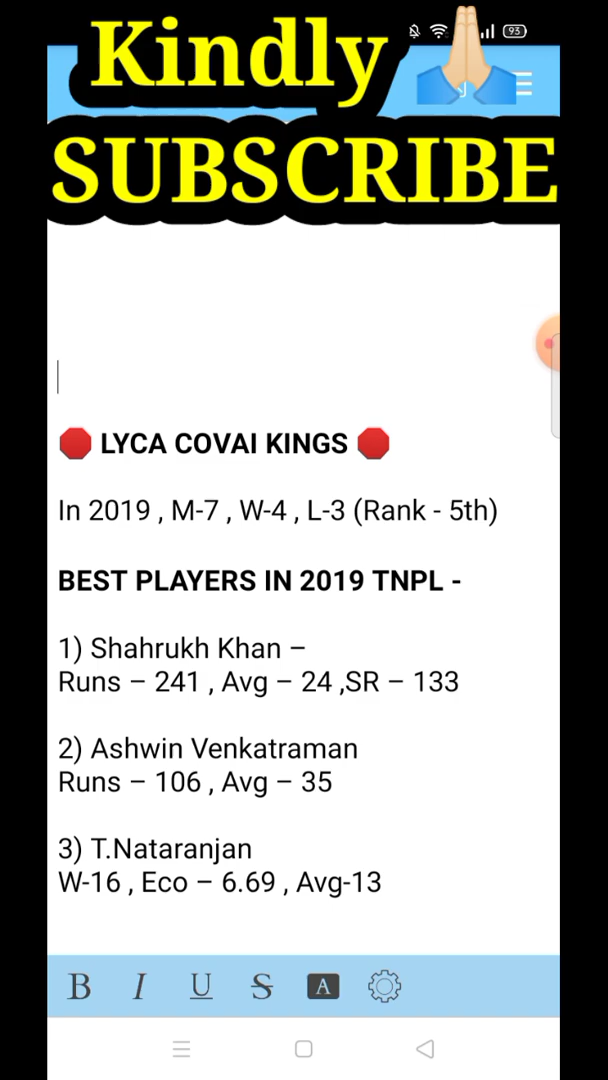 Kindly
93
SUBSCRIBE
LYCA COVAI KINGS
In 2019 , M-7 , W-4 , L-3 (Rank - 5th)
BEST PLAYERS IN 2019 TNPL -
1) Shahrukh Khan –
Runs – 241 , Avg – 24 ,SR – 133
2) Ashwin Venkatraman
Runs – 106 , Avg – 35
3) T.Nataranjan
W-16 , Eco – 6.69 , Avg-13
B I U S A